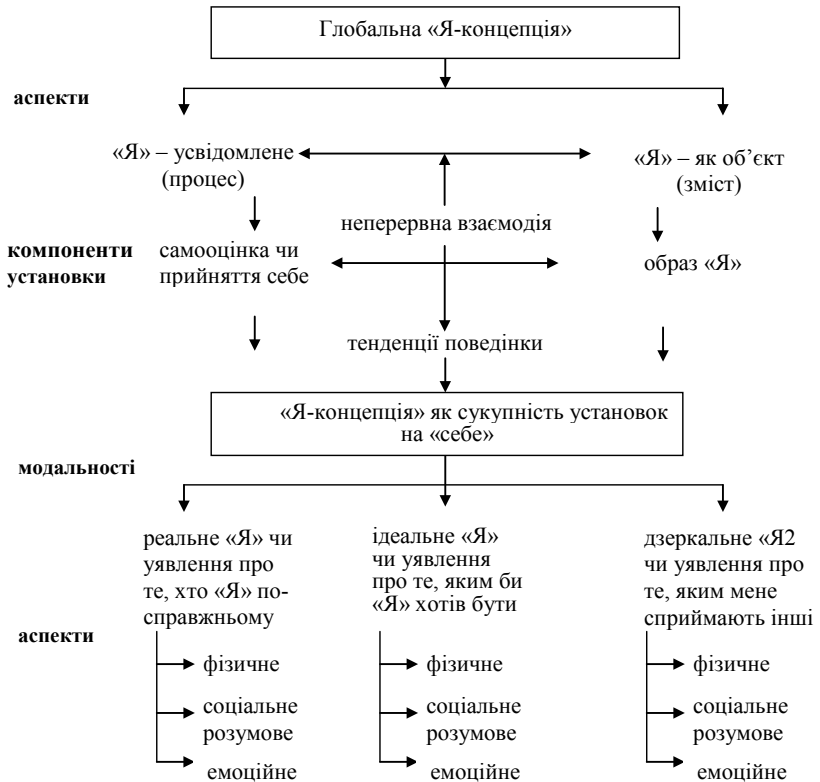 Глобальна «Я-концепція»
аспекти
«Я» – усвідомлене
(процес)
«Я» – як об’єкт
(зміст)
неперервна взаємодія
компоненти
установки
самооцінка чи
прийняття себе
образ «Я»
тенденції поведінки
«Я-концепція» як сукупність установок
на «себе»
модальності
реальне «Я» чи
уявлення про
те, хто «Я» по-
справжньому
ідеальне «Я»
чи уявлення
про те, яким би
«Я» хотів бути
дзеркальне «Я2
чи уявлення про
те, яким мене
сприймають інші
аспекти
фізичне
соціальне
розумове
емоційне
фізичне
соціальне
розумове
емоційне
фізичне
соціальне
розумове
емоційне